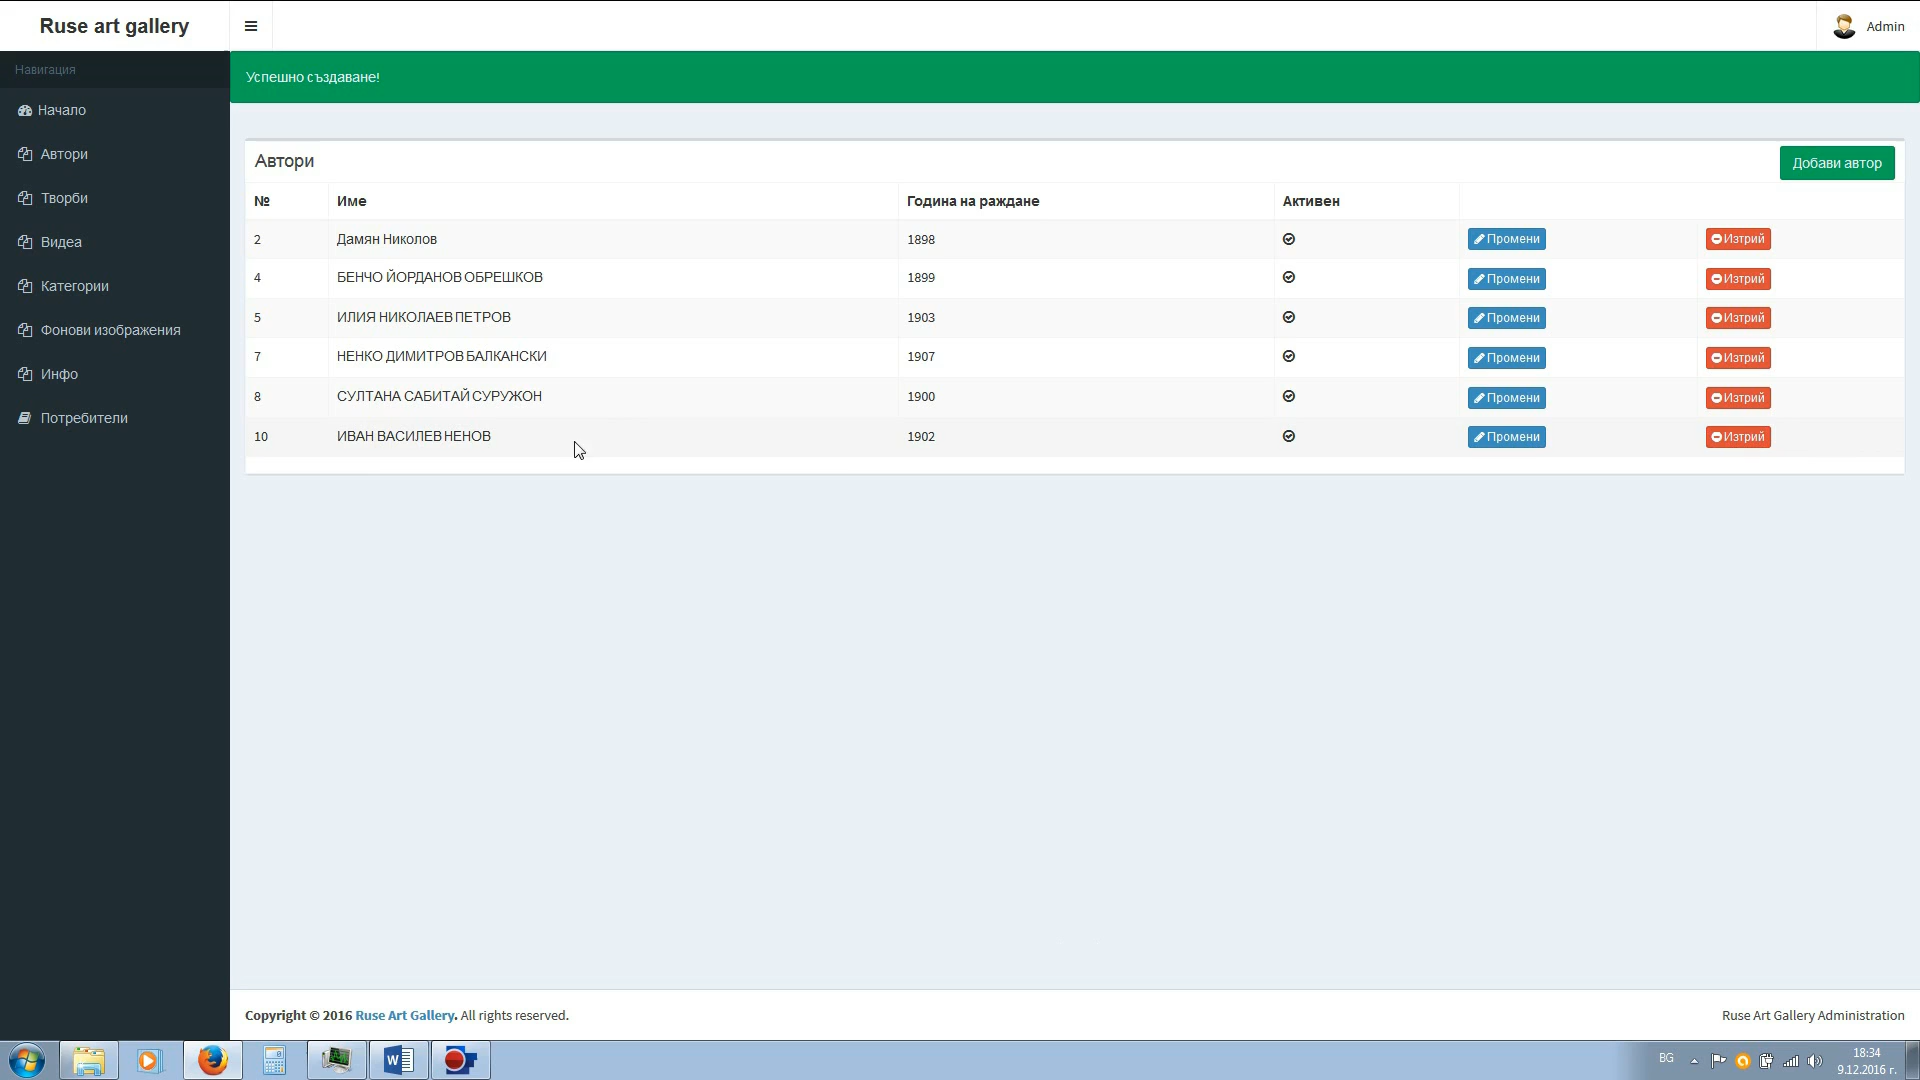 Ruse art gallery
Admin
Навигация
Успешно създаване!
Начало
Автори
Творби
Видеа
Категории
Фонови изображения
Инфо
Потребители
Автори
Добави автор
№ Име Година на раждане Активен
2 Дамян Николов 1898 Промени Изтрий
4 БЕНЧО ЙОРДАНОВ ОБРЕШКОВ 1899 Промени Изтрий
5 ИЛИЯ НИКОЛАЕВ ПЕТРОВ 1903 Промени Изтрий
7 НЕНКО ДИМИТРОВ БАЛКАНСКИ 1907 Промени Изтрий
8 СУЛТАНА САБИТАЙ СУРУЖОН 1900 Промени Изтрий
10 ИВАН ВАСИЛЕВ НЕНОВ 1902 Промени Изтрий
Copyright © 2016 Ruse Art Gallery. All rights reserved.
Ruse Art Gallery Administration
BG
18:34
9.12.2016 г.